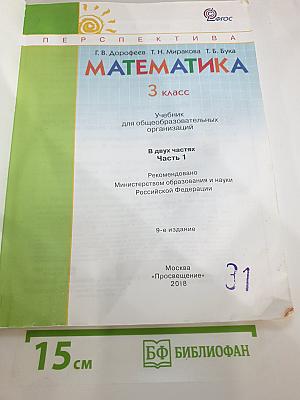 ФГОС
ПЕРСПЕКТИВА
Г. В. Дорофеев Т. Н. Миракова Т. Б. Бука
МАТЕМАТИКА
3 класс
Учебник
для общеобразовательных
организаций
В двух частях
Часть 1
Рекомендовано
Министерством образования и науки
Российской Федерации
9-е издание
Москва
«Просвещение»
2018
31
15 см
БФ БИБЛИОФАН